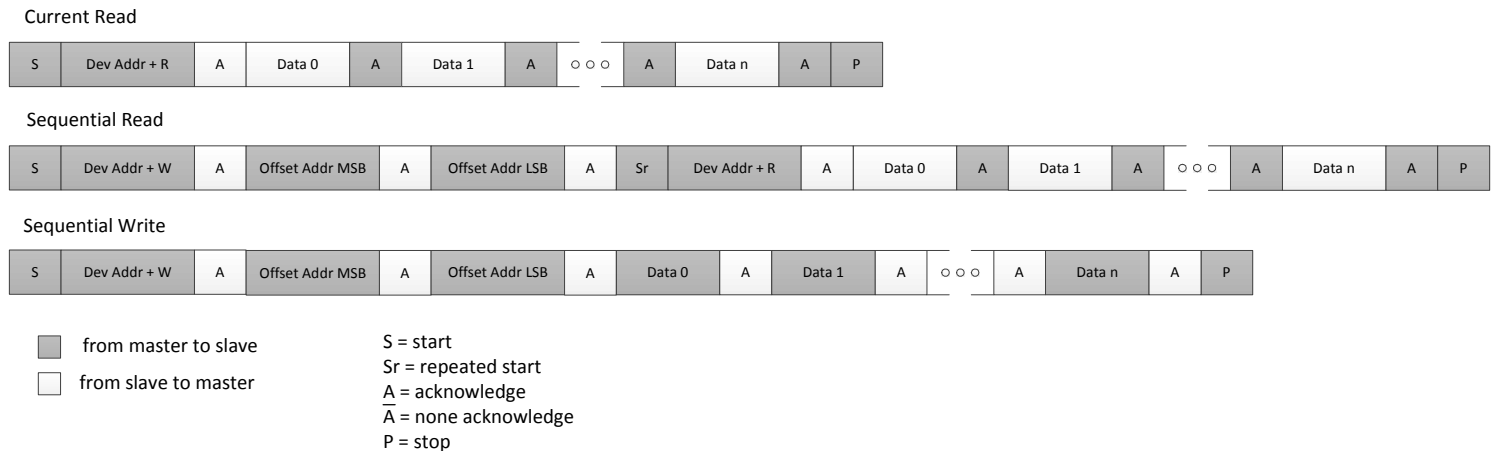 Current Read
S Dev Addr + R A Data 0 A Data 1 A ○ ○ ○ A Data n A P
Sequential Read
S Dev Addr + W A Offset Addr MSB A Offset Addr LSB A Sr Dev Addr + R A Data 0 A Data 1 A ○ ○ ○ A Data n A P
Sequential Write
S Dev Addr + W A Offset Addr MSB A Offset Addr LSB A Data 0 A Data 1 A ○ ○ ○ A Data n A P
from master to slave
from slave to master
S = start
Sr = repeated start
A = acknowledge
A̅ = none acknowledge
P = stop